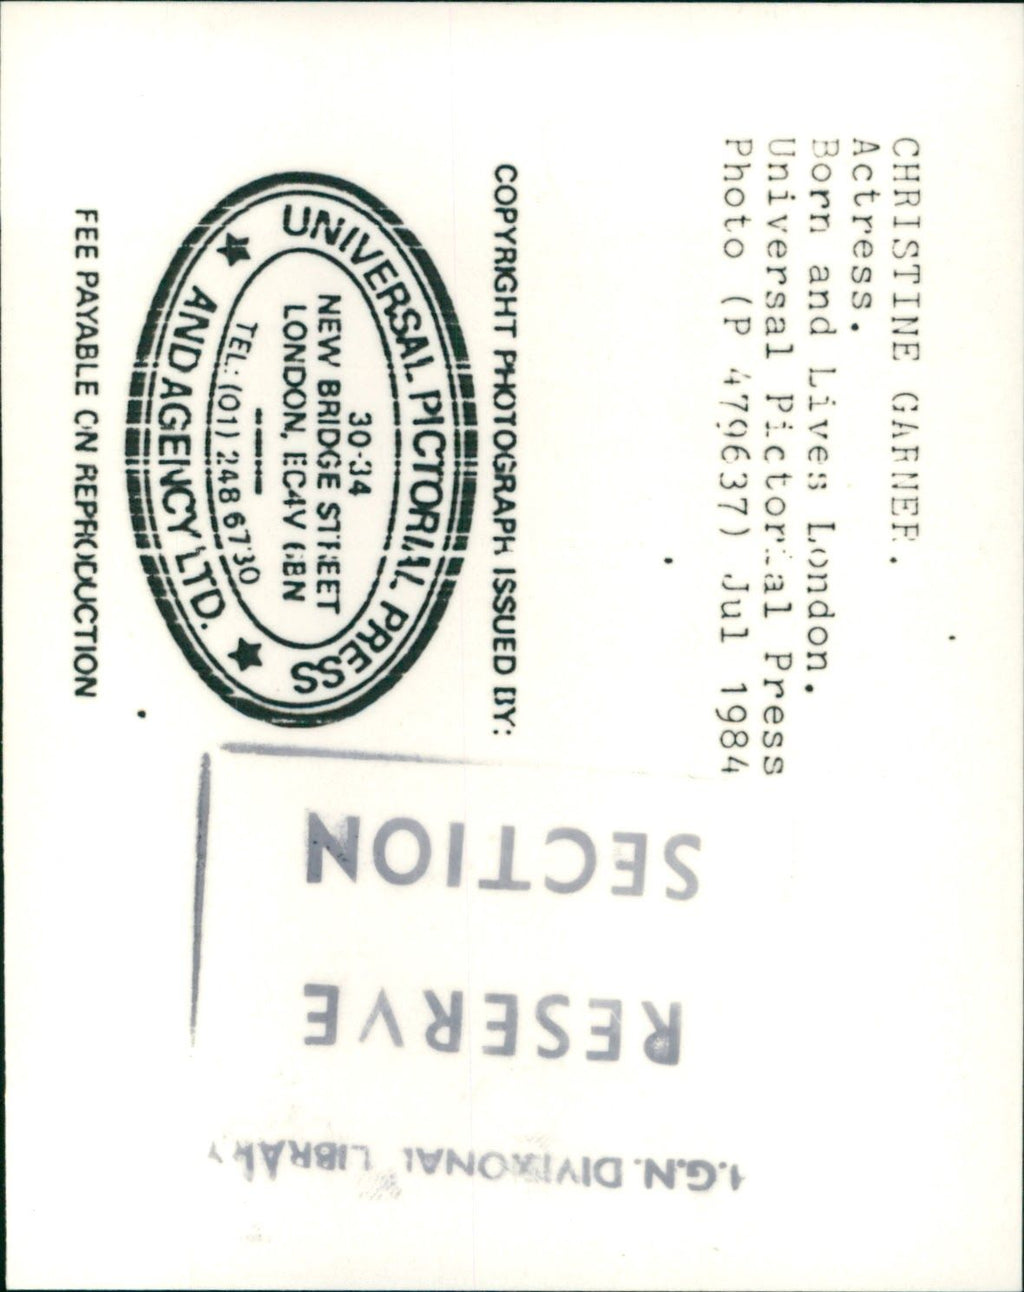 CHRISTINE GARNER.
Actress.
Born and Lives London.
Universal Pictorial Press
Photo (P 479637) Jul 1984
COPYRIGHT PHOTOGRAPH ISSUED BY:
UNIVERSAL PICTORIAL PRESS
AND AGENCY LTD.
30-34
NEW BRIDGE STREET
LONDON, EC4V 6BN
TEL: (01) 248 6730
FEE PAYABLE ON REPRODUCTION
I.G.N. DIVISIONAL LIBRARY
RESERVE
SECTION